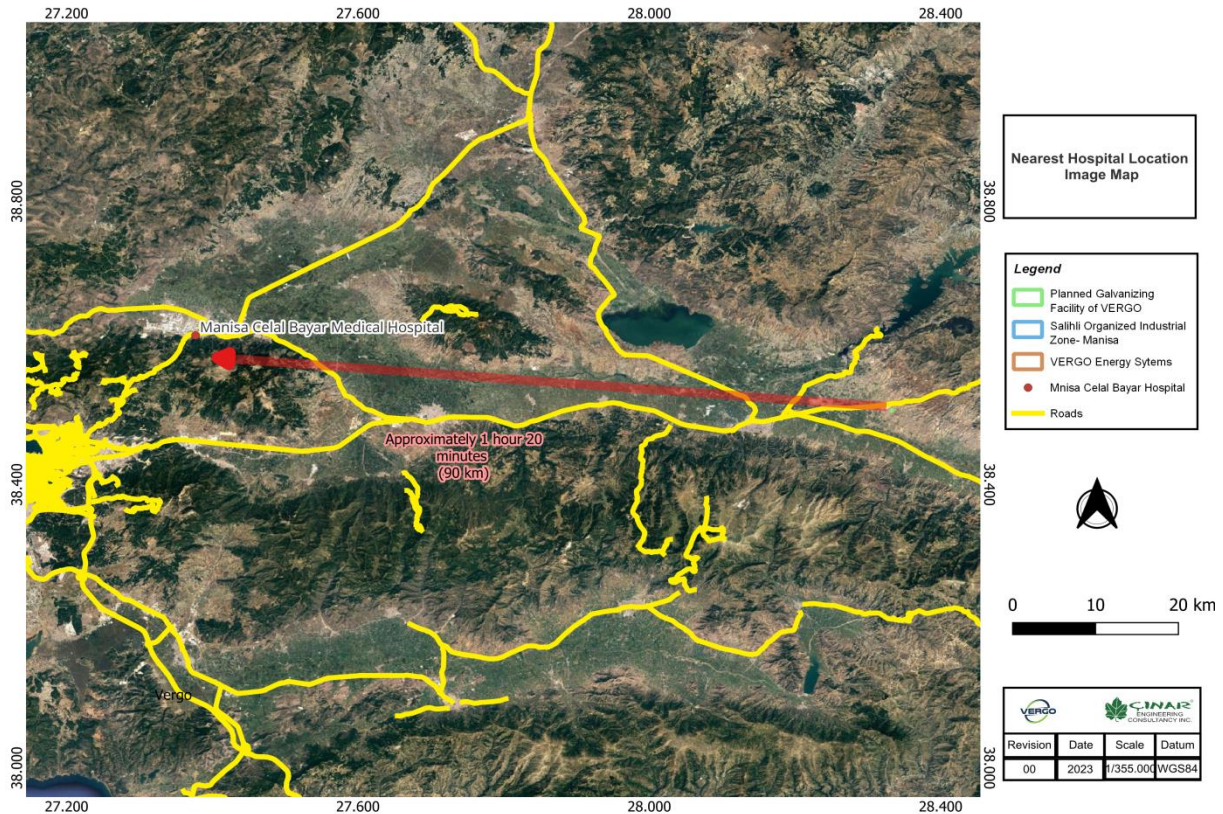 27.200 27.600 28.000 28.400
38.800
38.400
38.000
38.800
38.400
38.000
Manisa Celal Bayar Medical Hospital
Approximately 1 hour 20
minutes
(90 km)
Vergo
27.200 27.600 28.000 28.400
Nearest Hospital Location
Image Map
Legend
Planned Galvanizing
Facility of VERGO
Salihli Organized Industrial
Zone- Manisa
VERGO Energy Sytems
Mnisa Celal Bayar Hospital
Roads
0 10 20 km
VERGO
ÇINAR
ENGINEERING
CONSULTANCY INC.
Revision Date Scale Datum
00 2023 1/355.000 WGS84